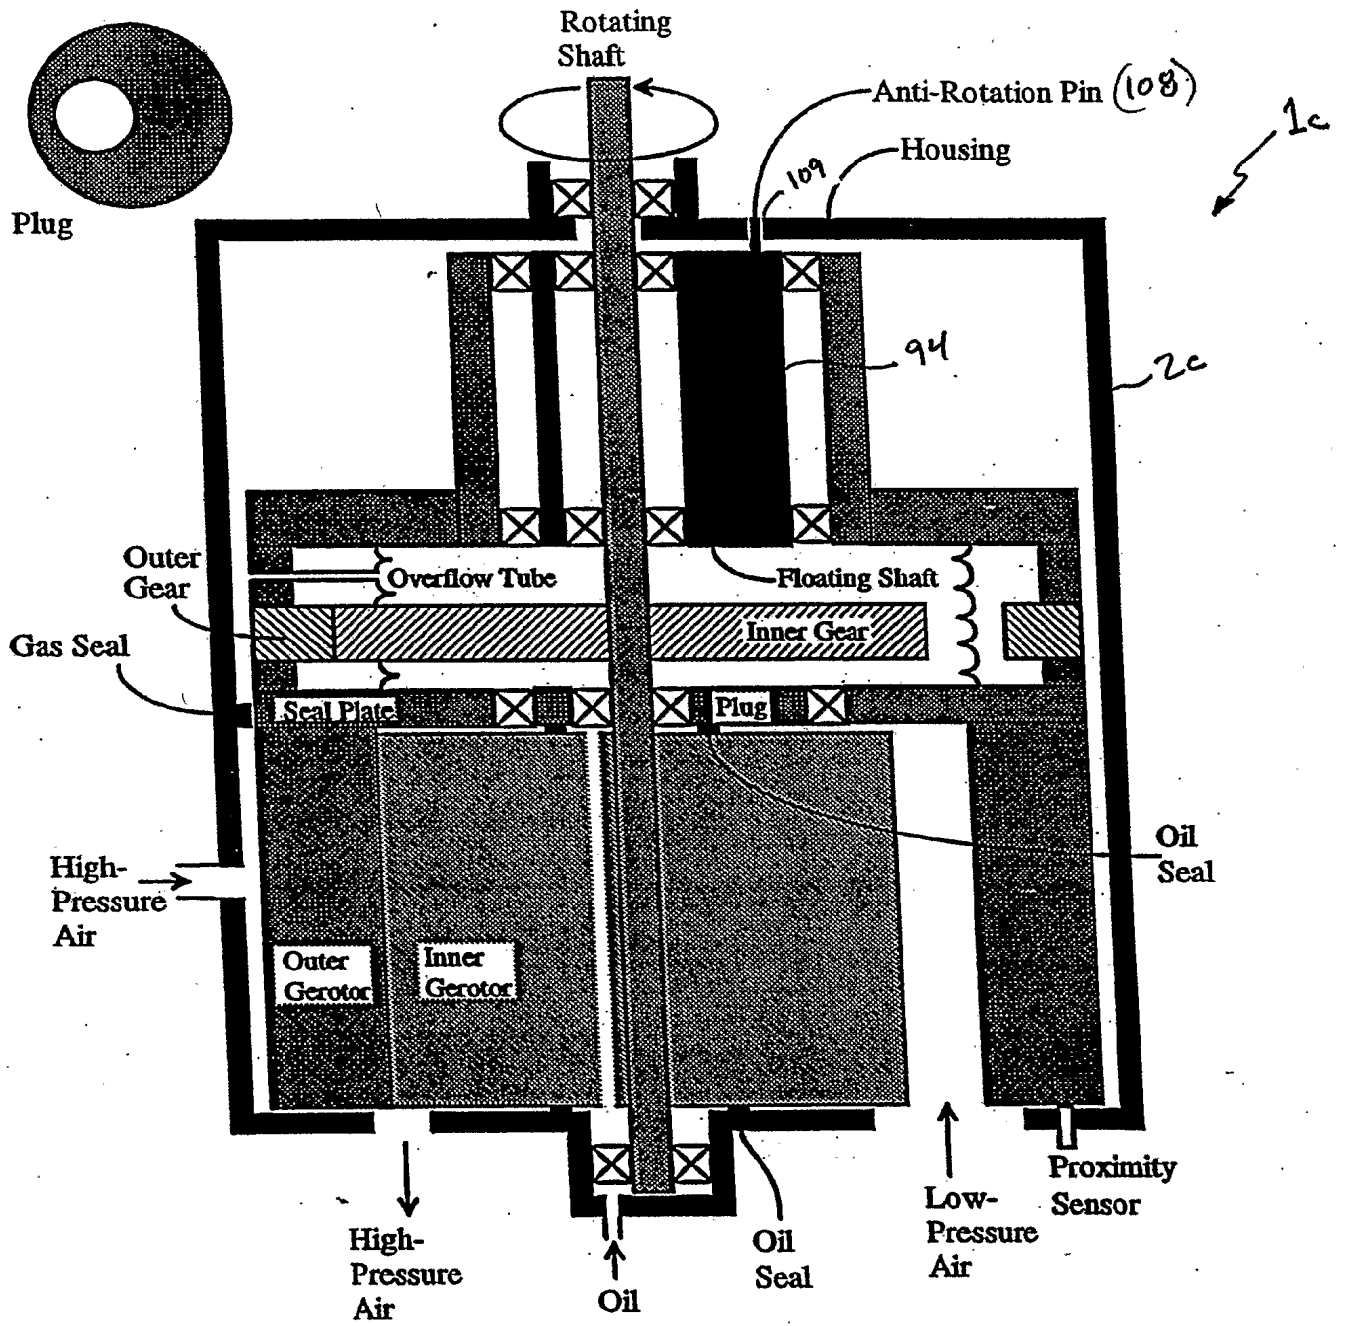 Rotating
Shaft
Anti-Rotation Pin (108)
1c
Housing
109
Plug
94
2c
Outer
Gear
Overflow Tube
Floating Shaft
Inner Gear
Gas Seal
Seal Plate
Plug
Oil
Seal
High-
Pressure
Air
Outer
Gerotor
Inner
Gerotor
Proximity
Sensor
Low-
Pressure
Air
High-
Pressure
Air
Oil
Seal
Oil